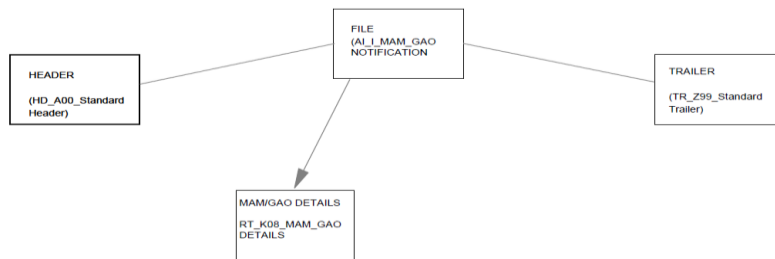 FILE
(AI_I_MAM_GAO
NOTIFICATION
HEADER
(HD_A00_Standard
Header)
TRAILER
(TR_Z99_Standard
Trailer)
MAM/GAO DETAILS
RT_K08_MAM_GAO
DETAILS